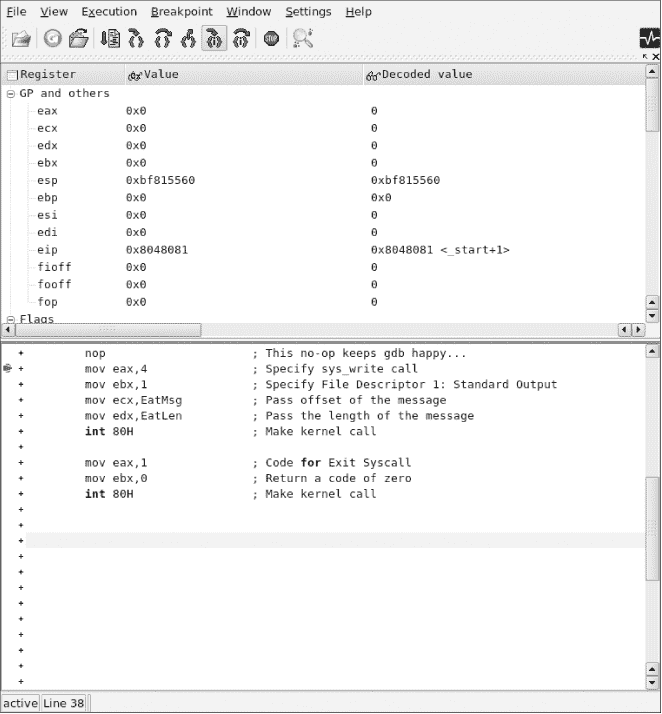 File View Execution Breakpoint Window Settings Help
STOP
Register Value Decoded value
GP and others
eax 0x0 0
ecx 0x0 0
edx 0x0 0
ebx 0x0 0
esp 0xbf815560 0xbf815560
ebp 0x0 0x0
esi 0x0 0
edi 0x0 0
eip 0x8048081 0x8048081 <_start+1>
fioff 0x0 0
fooff 0x0 0
fop 0x0 0
Flags
+ nop ; This no-op keeps gdb happy...
+ mov eax,4 ; Specify sys_write call
+ mov ebx,1 ; Specify File Descriptor 1: Standard Output
+ mov ecx,EatMsg ; Pass offset of the message
+ mov edx,EatLen ; Pass the length of the message
+ int 80H ; Make kernel call
+
+ mov eax,1 ; Code for Exit Syscall
+ mov ebx,0 ; Return a code of zero
+ int 80H ; Make kernel call
+
+
+
+
+
+
+
+
+
+
+
+
active Line 38